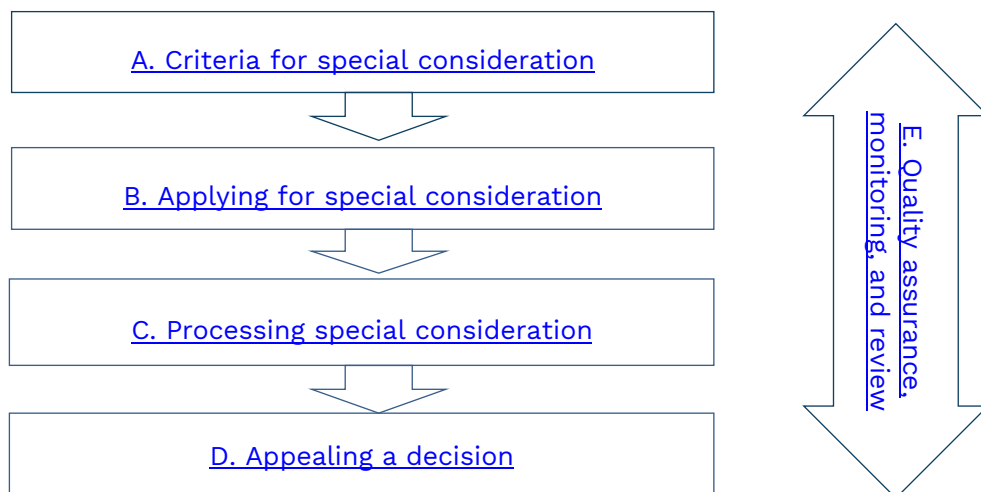 A. Criteria for special consideration
B. Applying for special consideration
C. Processing special consideration
D. Appealing a decision
E. Quality assurance,
monitoring, and review